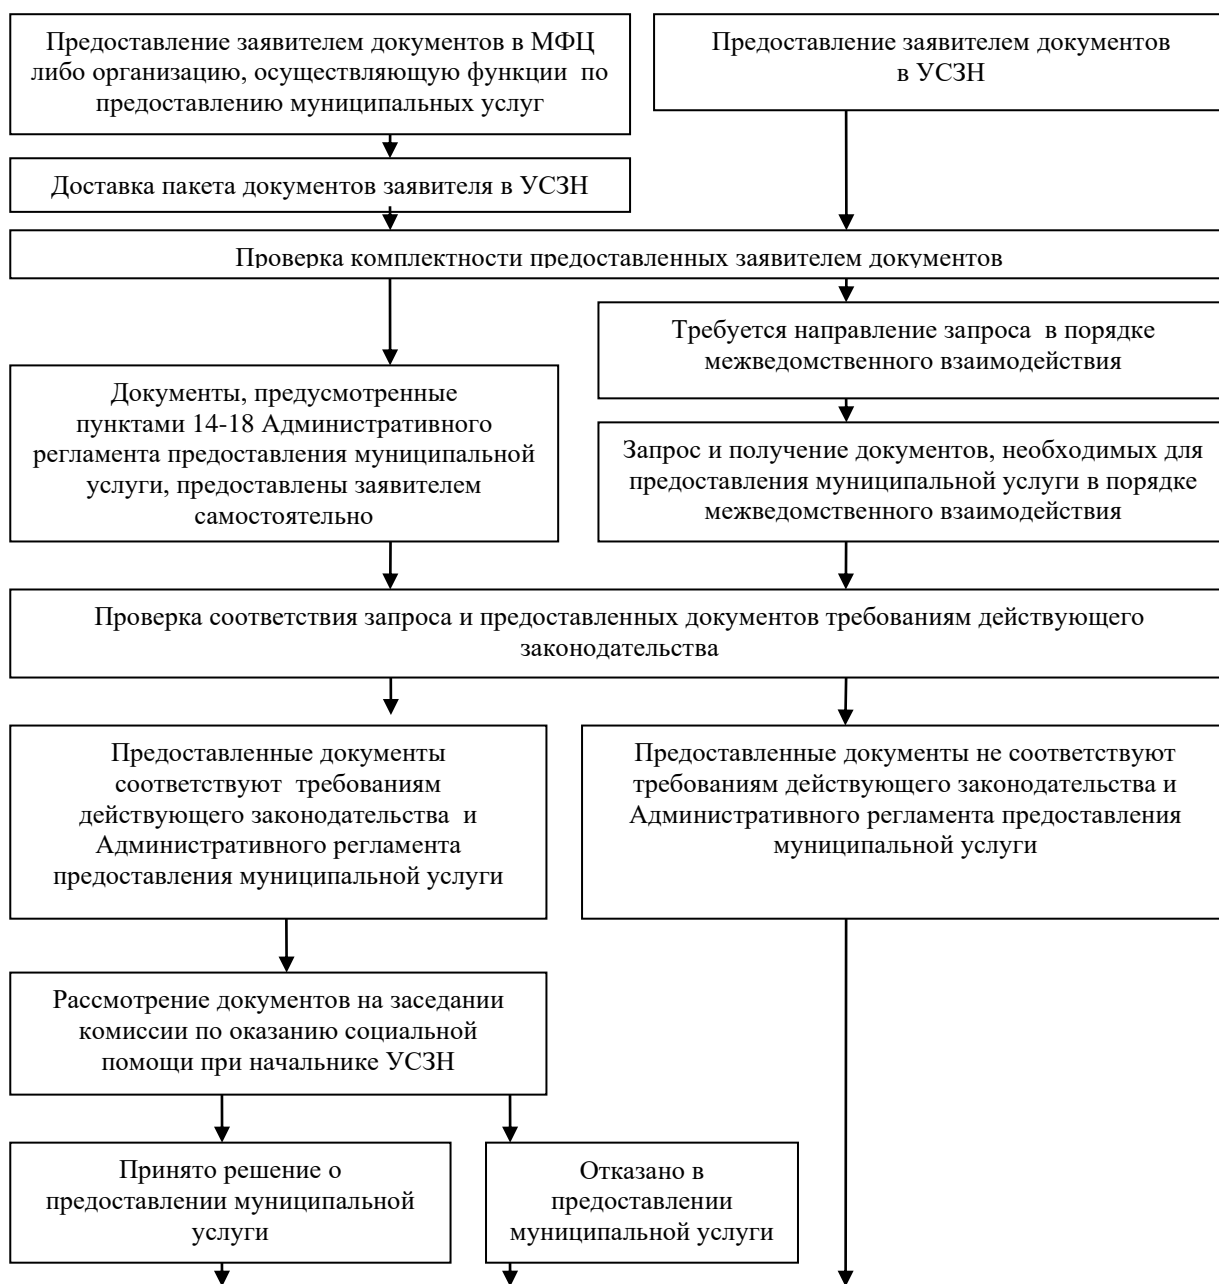 Предоставление заявителем документов в МФЦ
либо организацию, осуществляющую функции по
предоставлению муниципальных услуг
Предоставление заявителем документов
в УСЗН
Доставка пакета документов заявителя в УСЗН
Проверка комплектности предоставленных заявителем документов
Требуется направление запроса в порядке
межведомственного взаимодействия
Документы, предусмотренные
пунктами 14-18 Административного
регламента предоставления муниципальной
услуги, предоставлены заявителем
самостоятельно
Запрос и получение документов, необходимых для
предоставления муниципальной услуги в порядке
межведомственного взаимодействия
Проверка соответствия запроса и предоставленных документов требованиям действующего
законодательства
Предоставленные документы
соответствуют требованиям
действующего законодательства и
Административного регламента
предоставления муниципальной услуги
Предоставленные документы не соответствуют
требованиям действующего законодательства и
Административного регламента предоставления
муниципальной услуги
Рассмотрение документов на заседании
комиссии по оказанию социальной
помощи при начальнике УСЗН
Принято решение о
предоставлении муниципальной
услуги
Отказано в
предоставлении
муниципальной услуги